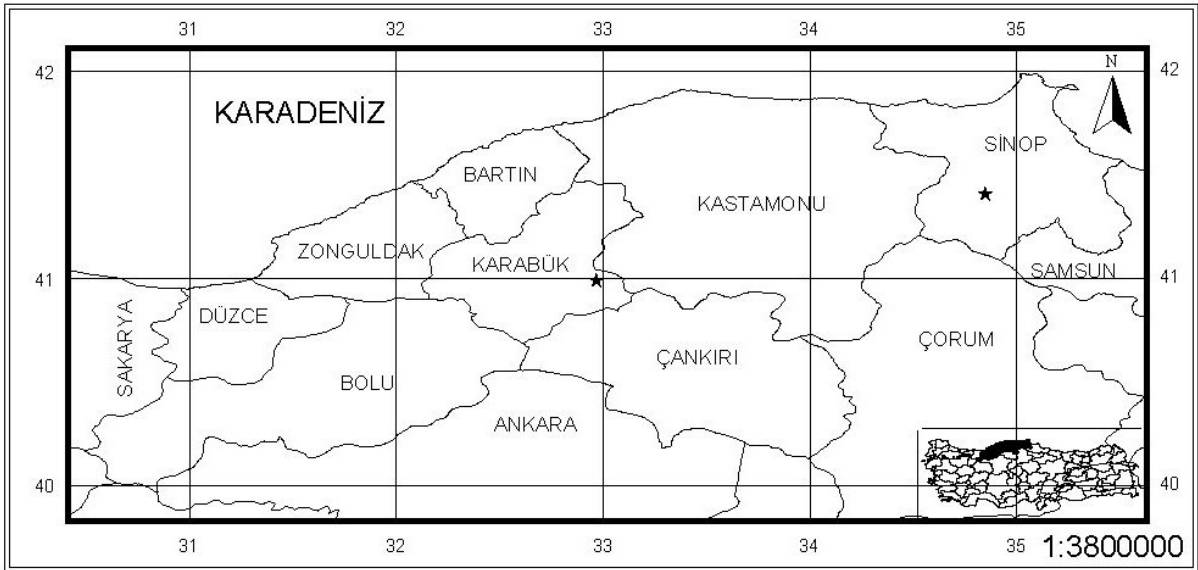 31 32 33 34 35
42 42
N
KARADENİZ
SİNOP
BARTIN
KASTAMONU
ZONGULDAK
KARABÜK
41 41
SAMSUN
SAKARYA
DÜZCE
ÇORUM
ÇANKIRI
BOLU
ANKARA
40 40
31 32 33 34 35
1:3800000